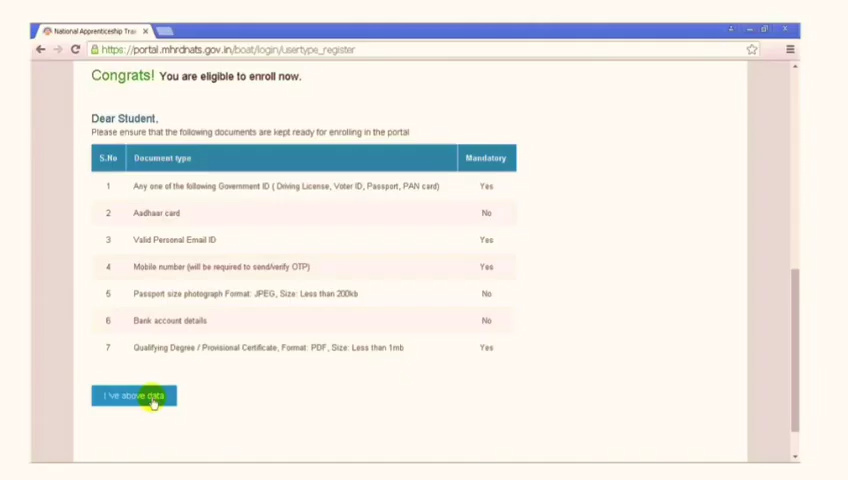 National Apprenticeship Trai
https://portal.mhrdnats.gov.in/boat/login/usertype_register
Congrats! You are eligible to enroll now.
Dear Student,
Please ensure that the following documents are kept ready for enrolling in the portal
S.No Document type Mandatory
1 Any one of the following Government ID ( Driving License, Voter ID, Passport, PAN card) Yes
2 Aadhaar card No
3 Valid Personal Email ID Yes
4 Mobile number (will be required to send/verify OTP) Yes
5 Passport size photograph Format: JPEG, Size: Less than 200kb No
6 Bank account details No
7 Qualifying Degree / Provisional Certificate, Format: PDF, Size: Less than 1mb Yes
I 've above data